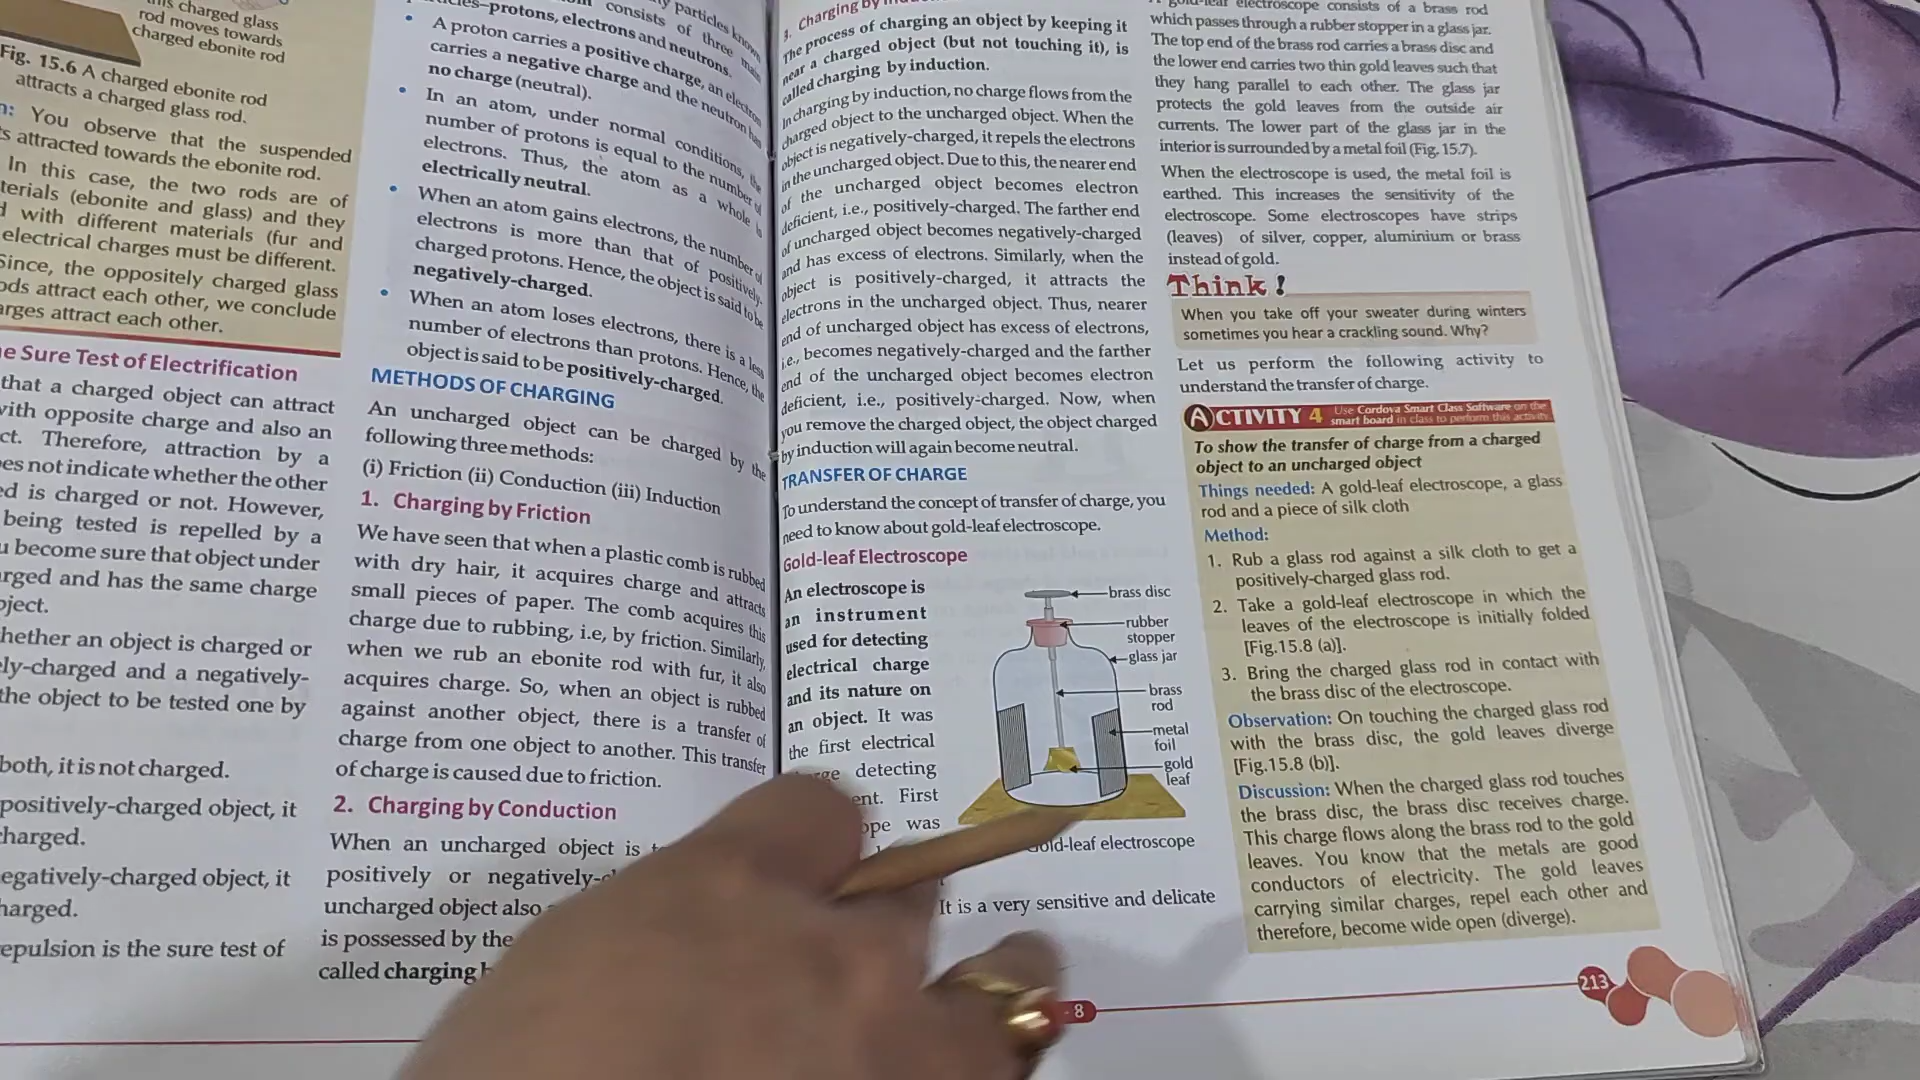 his charged glass
rod moves towards
charged ebonite rod
Fig. 15.6 A charged ebonite rod
attracts a charged glass rod.
n: You observe that the suspended
s attracted towards the ebonite rod.
In this case, the two rods are of
terials (ebonite and glass) and they
d with different materials (fur and
electrical charges must be different.
Since, the oppositely charged glass
ods attract each other, we conclude
arges attract each other.
e Sure Test of Electrification
that a charged object can attract
with opposite charge and also an
ct. Therefore, attraction by a
es not indicate whether the other
ed is charged or not. However,
being tested is repelled by a
u become sure that object under
arged and has the same charge
bject.
hether an object is charged or
ly-charged and a negatively-
the object to be tested one by
both, it is not charged.
positively-charged object, it
charged.
egatively-charged object, it
harged.
epulsion is the sure test of
particles known
consists of three main
cles–protons, electrons and neutrons.
• A proton carries a positive charge, an electron
carries a negative charge and the neutron has
no charge (neutral).
• In an atom, under normal conditions, the
number of protons is equal to the number of
electrons. Thus, the atom as a whole is
electrically neutral.
• When an atom gains electrons, the number of
electrons is more than that of positively-
charged protons. Hence, the object is said to be
negatively-charged.
• When an atom loses electrons, there is a less
number of electrons than protons. Hence, the
object is said to be positively-charged.
METHODS OF CHARGING
An uncharged object can be charged by the
following three methods:
(i) Friction (ii) Conduction (iii) Induction
1. Charging by Friction
We have seen that when a plastic comb is rubbed
with dry hair, it acquires charge and attracts
small pieces of paper. The comb acquires this
charge due to rubbing, i.e, by friction. Similarly,
when we rub an ebonite rod with fur, it also
acquires charge. So, when an object is rubbed
against another object, there is a transfer of
charge from one object to another. This transfer
of charge is caused due to friction.
2. Charging by Conduction
When an uncharged object is
positively or negatively-
uncharged object also
is possessed by the
called charging
3. Charging by
The process of charging an object by keeping it
near a charged object (but not touching it), is
called charging by induction.
In charging by induction, no charge flows from the
charged object to the uncharged object. When the
object is negatively-charged, it repels the electrons
in the uncharged object. Due to this, the nearer end
of the uncharged object becomes electron
deficient, i.e., positively-charged. The farther end
of uncharged object becomes negatively-charged
and has excess of electrons. Similarly, when the
object is positively-charged, it attracts the
electrons in the uncharged object. Thus, nearer
end of uncharged object has excess of electrons,
i.e., becomes negatively-charged and the farther
end of the uncharged object becomes electron
deficient, i.e., positively-charged. Now, when
you remove the charged object, the object charged
by induction will again become neutral.
TRANSFER OF CHARGE
To understand the concept of transfer of charge, you
need to know about gold-leaf electroscope.
Gold-leaf Electroscope
An electroscope is
an instrument
used for detecting
electrical charge
and its nature on
an object. It was
the first electrical
detecting
ent. First
ope was
brass disc
rubber
stopper
glass jar
brass
rod
metal
foil
gold
leaf
Gold-leaf electroscope
It is a very sensitive and delicate
gold-leaf electroscope consists of a brass rod
which passes through a rubber stopper in a glass jar.
The top end of the brass rod carries a brass disc and
the lower end carries two thin gold leaves such that
they hang parallel to each other. The glass jar
protects the gold leaves from the outside air
currents. The lower part of the glass jar in the
interior is surrounded by a metal foil (Fig. 15.7).
When the electroscope is used, the metal foil is
earthed. This increases the sensitivity of the
electroscope. Some electroscopes have strips
(leaves) of silver, copper, aluminium or brass
instead of gold.
Think!
When you take off your sweater during winters
sometimes you hear a crackling sound. Why?
Let us perform the following activity to
understand the transfer of charge.
ACTIVITY 4 Use Cordova Smart Class Software on the
smart board in class to perform this activity
To show the transfer of charge from a charged
object to an uncharged object
Things needed: A gold-leaf electroscope, a glass
rod and a piece of silk cloth
Method:
1. Rub a glass rod against a silk cloth to get a
positively-charged glass rod.
2. Take a gold-leaf electroscope in which the
leaves of the electroscope is initially folded
[Fig.15.8 (a)].
3. Bring the charged glass rod in contact with
the brass disc of the electroscope.
Observation: On touching the charged glass rod
with the brass disc, the gold leaves diverge
[Fig.15.8 (b)].
Discussion: When the charged glass rod touches
the brass disc, the brass disc receives charge.
This charge flows along the brass rod to the gold
leaves. You know that the metals are good
conductors of electricity. The gold leaves
carrying similar charges, repel each other and
therefore, become wide open (diverge).
- 8
213